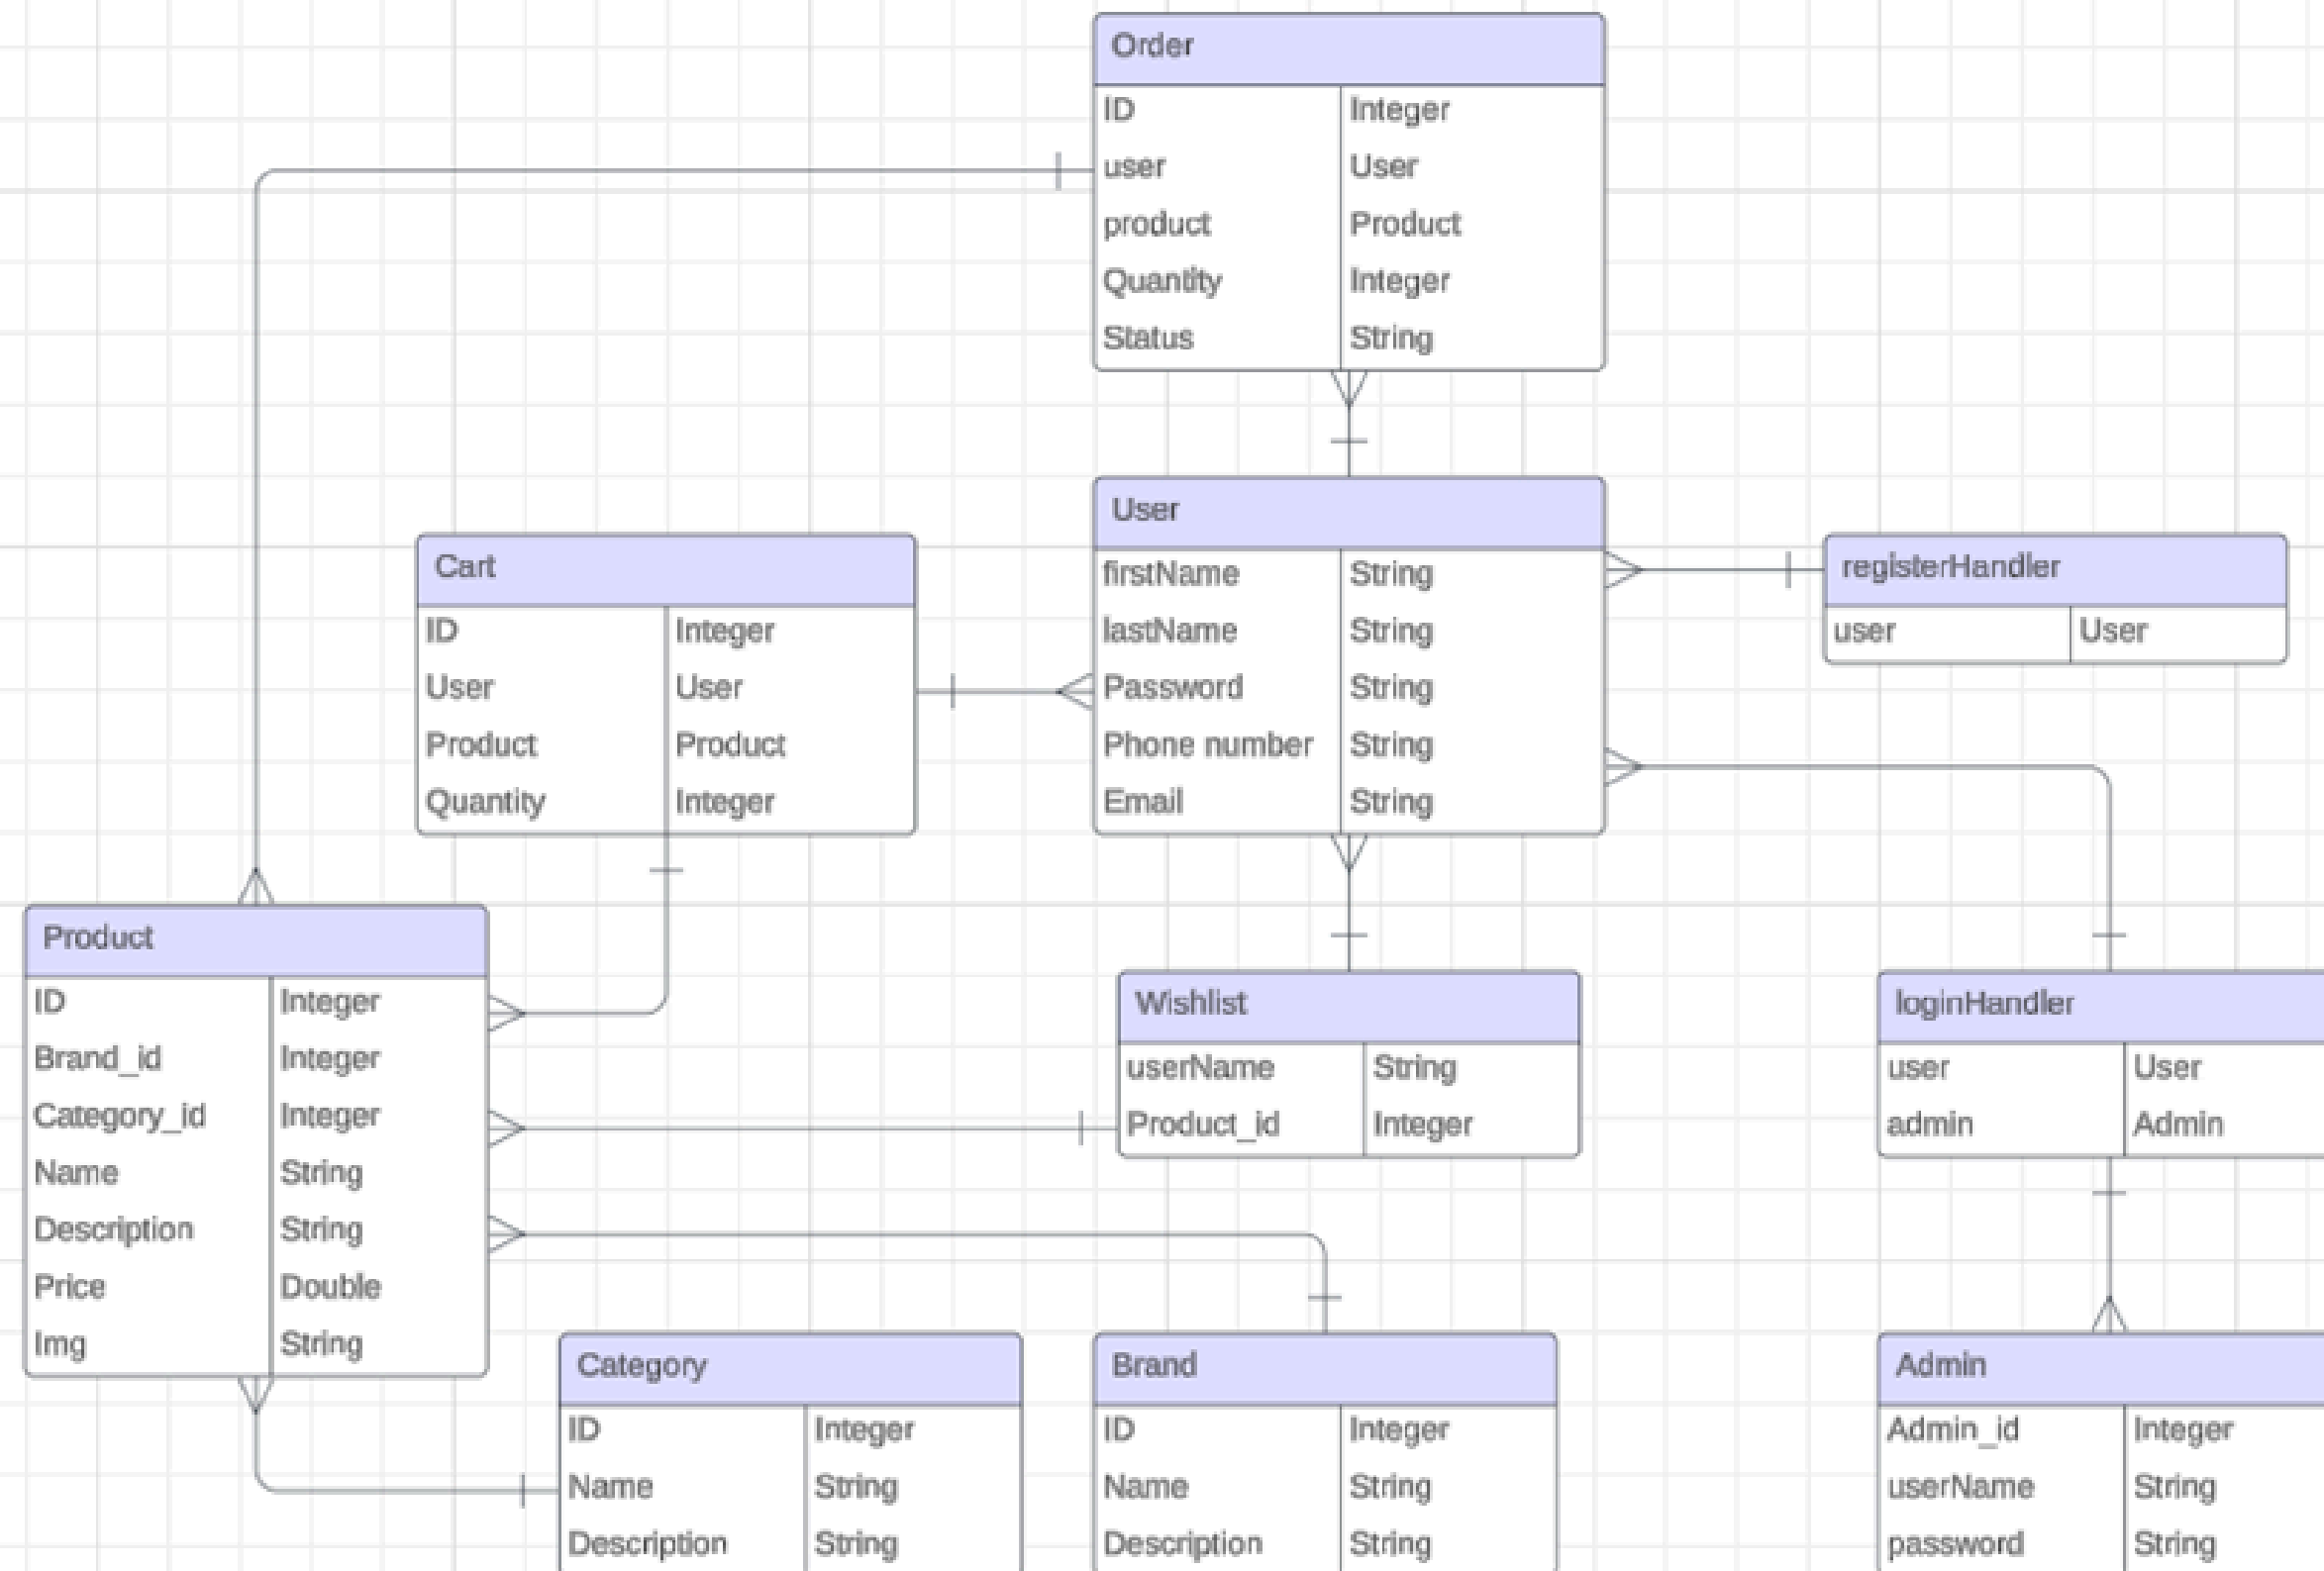 Order
ID Integer
user User
product Product
Quantity Integer
Status String
User
firstName String
lastName String
Password String
Phone number String
Email String
Cart
ID Integer
User User
Product Product
Quantity Integer
registerHandler
user User
Product
ID Integer
Brand_id Integer
Category_id Integer
Name String
Description String
Price Double
Img String
Wishlist
userName String
Product_id Integer
loginHandler
user User
admin Admin
Category
ID Integer
Name String
Description String
Brand
ID Integer
Name String
Description String
Admin
Admin_id Integer
userName String
password String